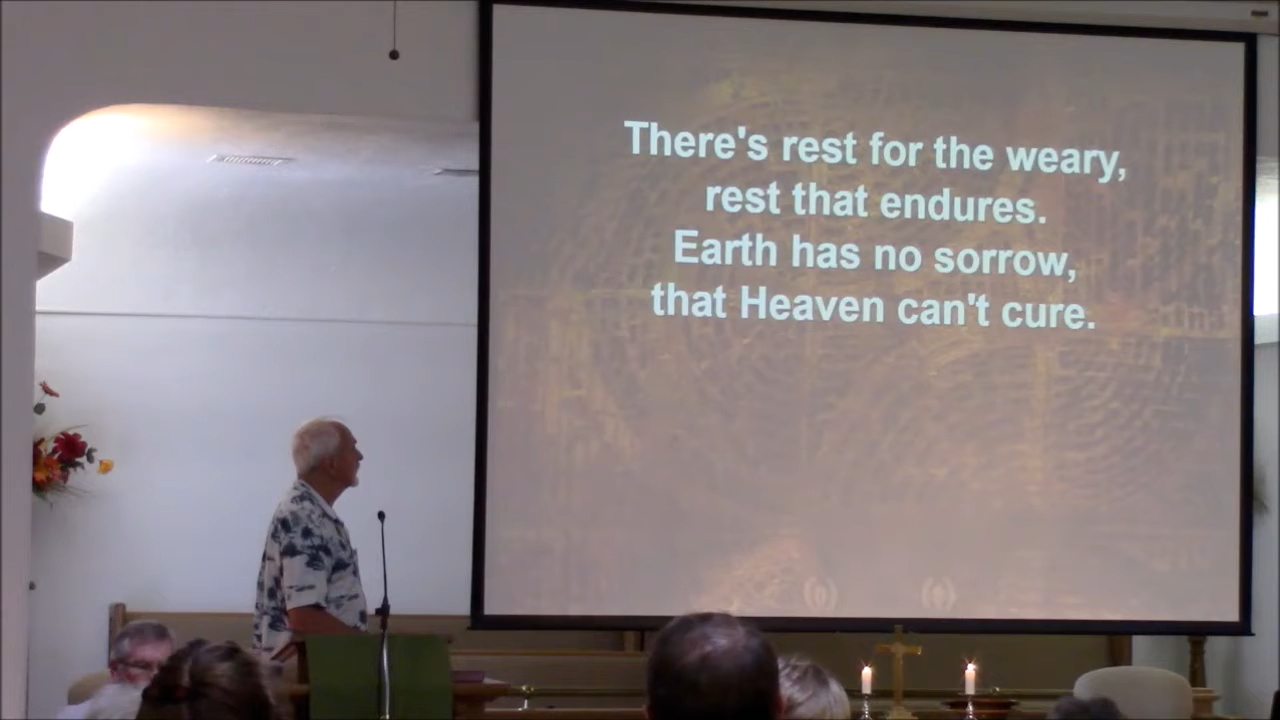 There's rest for the weary,
rest that endures.
Earth has no sorrow,
that Heaven can't cure.